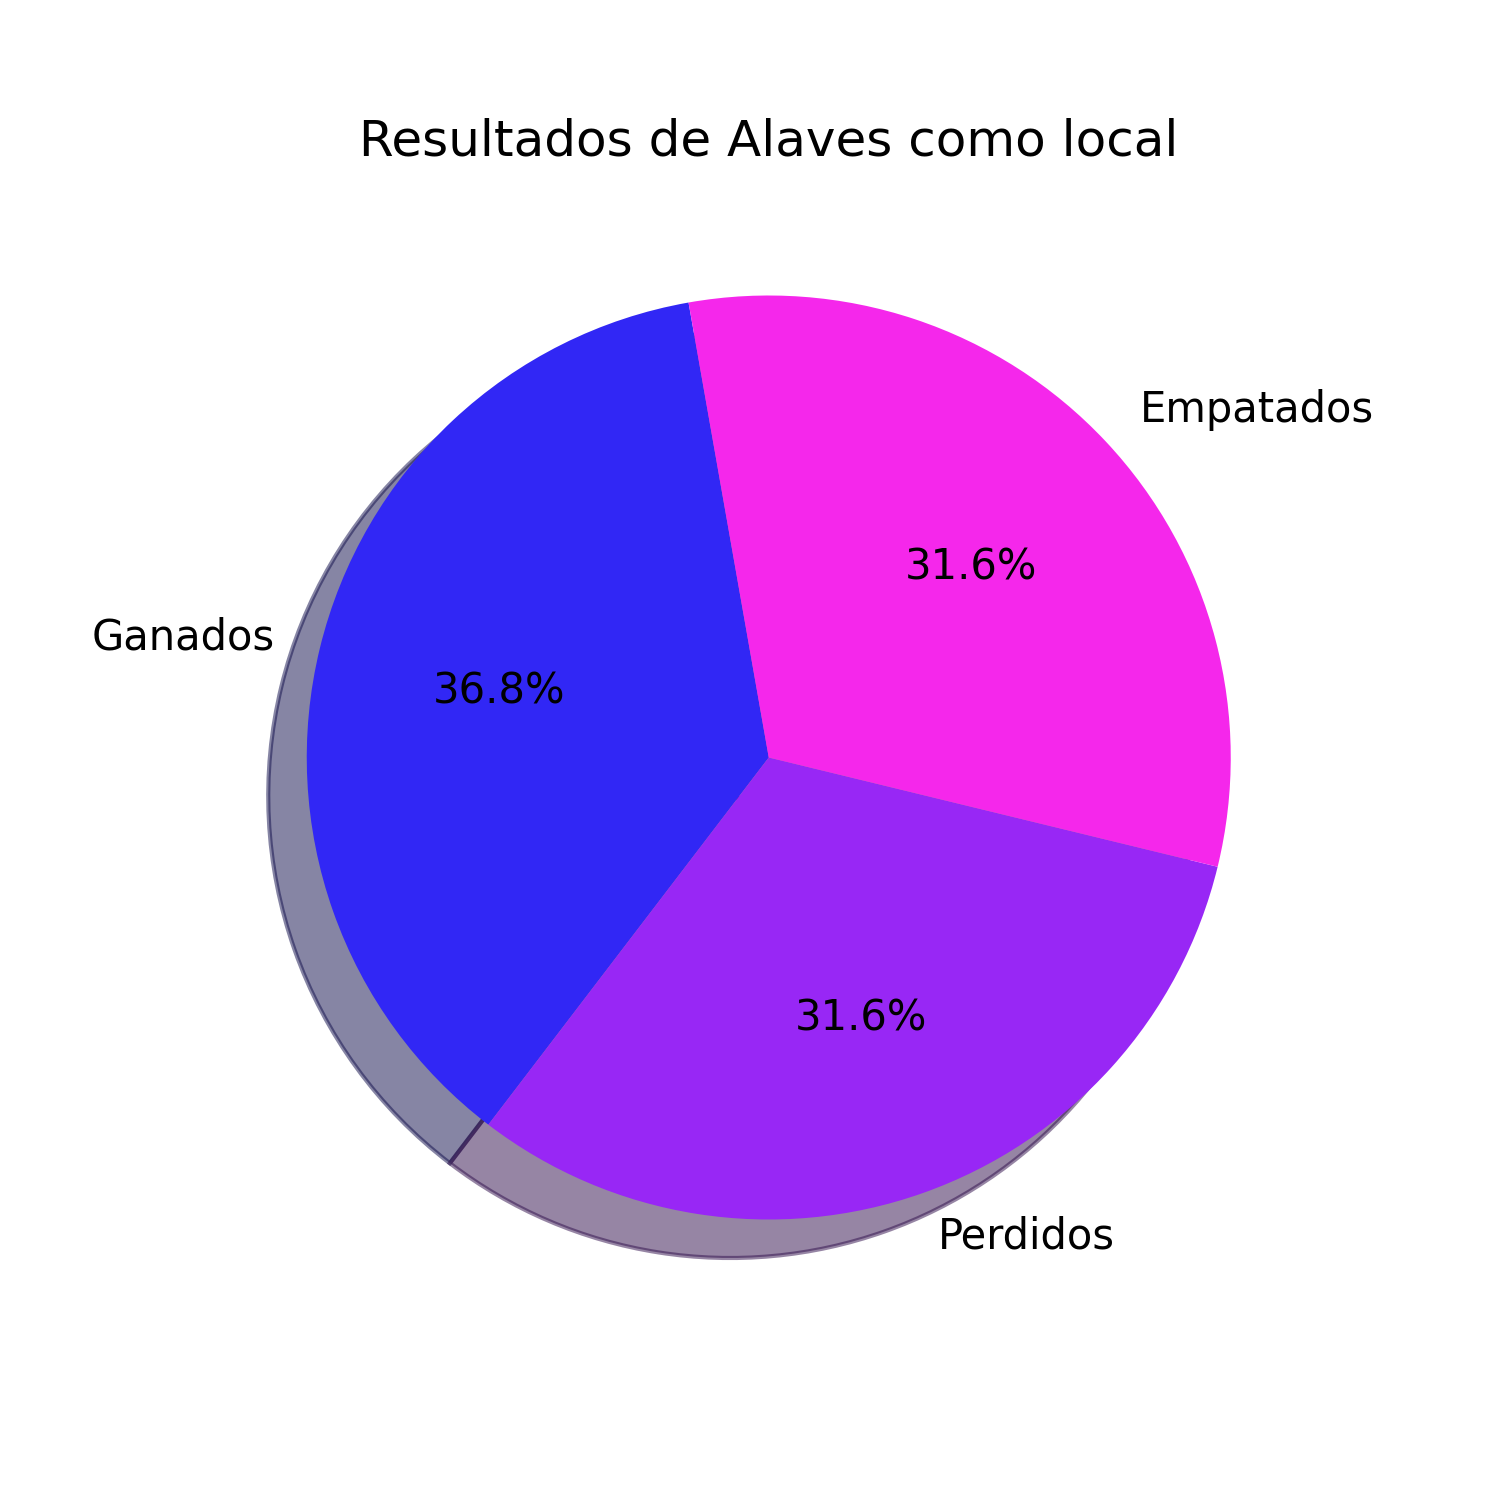 Resultados de Alaves como local
Empatados
31.6%
Ganados
36.8%
31.6%
Perdidos